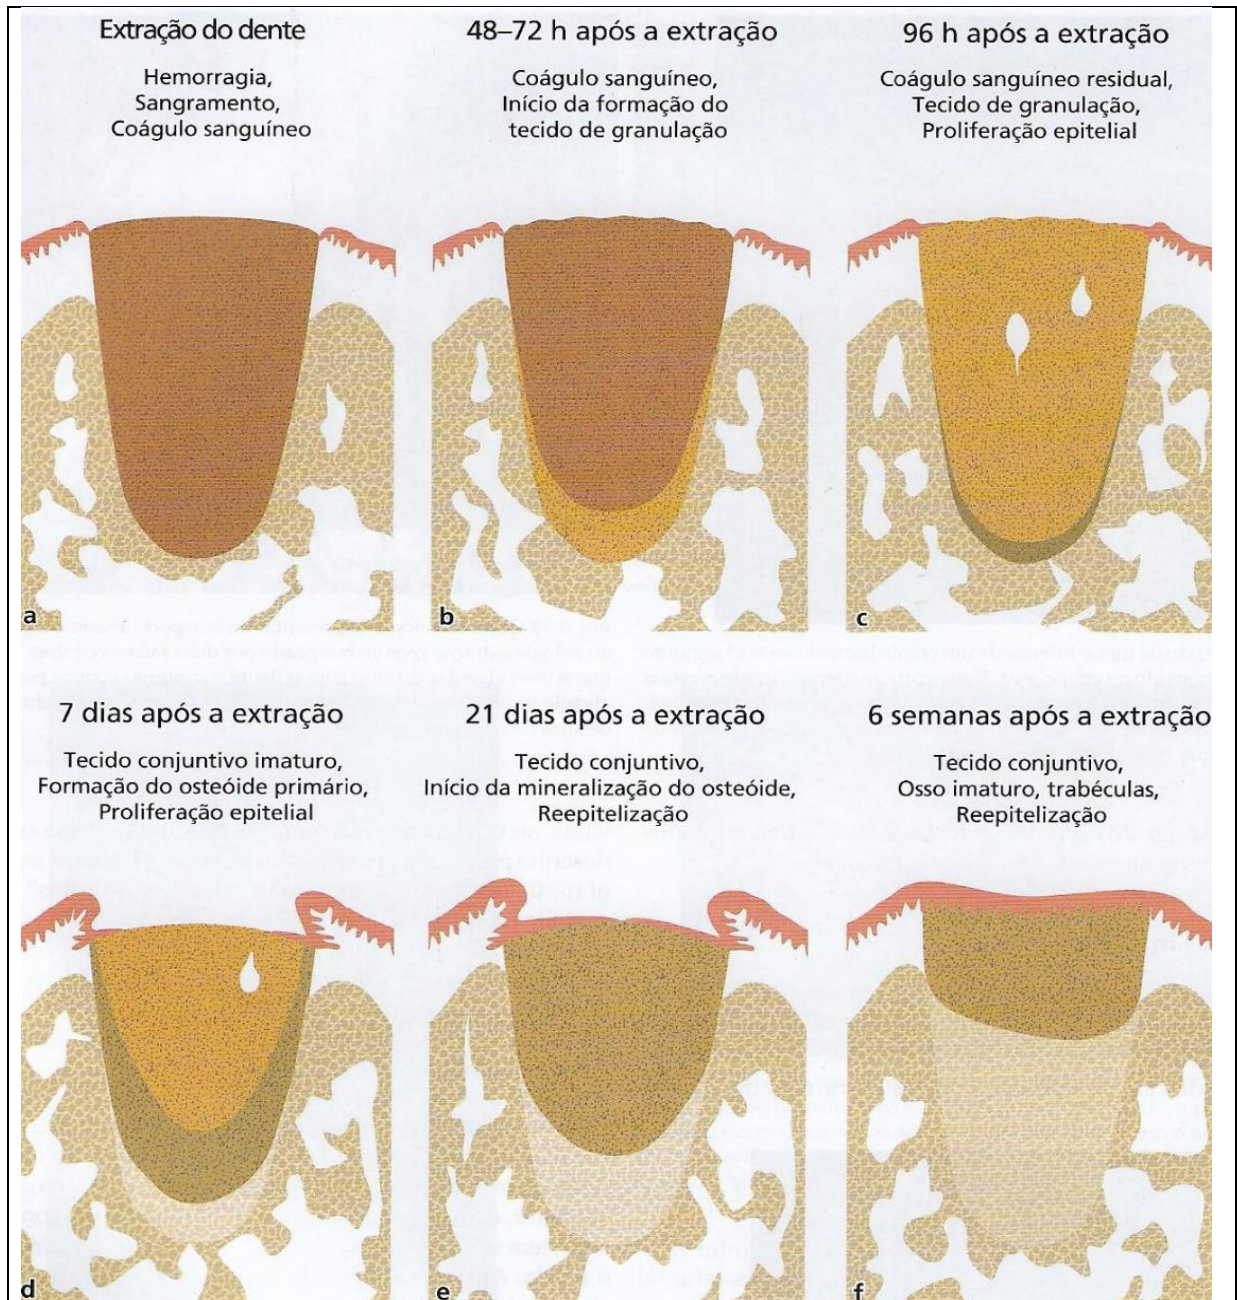 Extração do dente
Hemorragia,
Sangramento,
Coágulo sanguíneo
48–72 h após a extração
Coágulo sanguíneo,
Início da formação do
tecido de granulação
96 h após a extração
Coágulo sanguíneo residual,
Tecido de granulação,
Proliferação epitelial
a
b
c
7 dias após a extração
Tecido conjuntivo imaturo,
Formação do osteóide primário,
Proliferação epitelial
21 dias após a extração
Tecido conjuntivo,
Início da mineralização do osteóide,
Reepitelização
6 semanas após a extração
Tecido conjuntivo,
Osso imaturo, trabéculas,
Reepitelização
d
e
f